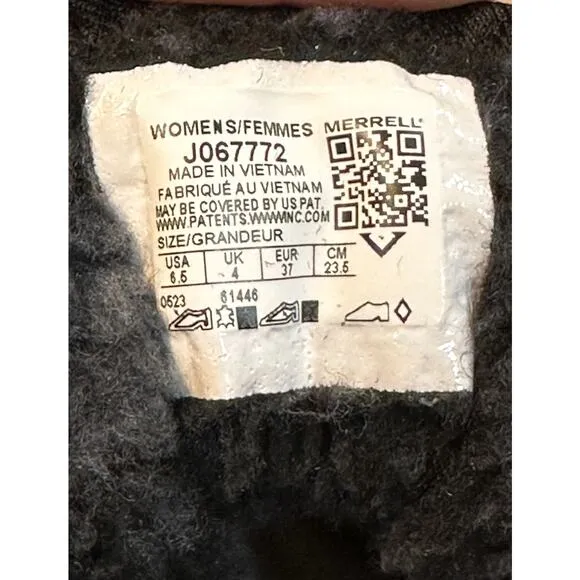 WOMENS/FEMMES MERRELL®
J067772
MADE IN VIETNAM
FABRIQUÉ AU VIETNAM
MAY BE COVERED BY US PAT.
WWW.PATENTS.WWWINC.COM
SIZE/GRANDEUR
USA UK EUR CM
6.5 4 37 23.5
0523 61446